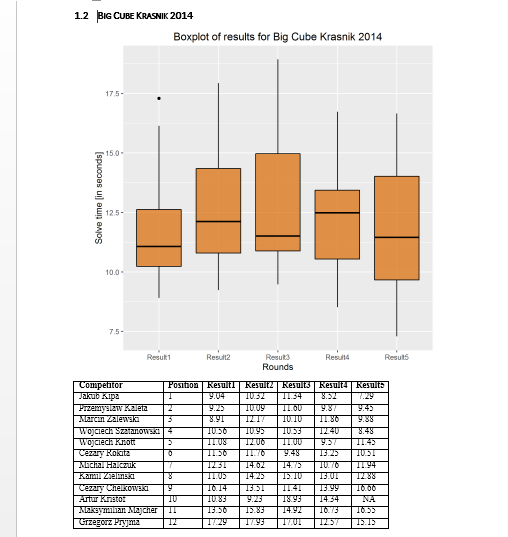 1.2 BIG CUBE KRASNIK 2014
Boxplot of results for Big Cube Krasnik 2014
Solve time [in seconds]
17.5
15.0
12.5
10.0
7.5
Result1 Result2 Result3 Result4 Result5
Rounds
Competitor Position Result1 Result2 Result3 Result4 Result5
Jakub Kipa 1 9.04 10.32 11.34 8.52 7.29
Przemysław Kaleta 2 9.25 10.09 11.60 9.87 9.45
Marcin Zalewski 3 8.91 12.17 10.10 11.86 9.88
Wojciech Szatanowski 4 10.56 10.95 10.53 12.40 8.48
Wojciech Knott 5 11.08 12.06 11.00 9.57 11.45
Cezary Rokita 6 11.56 11.76 9.48 13.25 10.51
Michał Halczuk 7 12.31 14.62 14.75 10.76 11.94
Kamil Zieliński 8 11.05 14.25 15.10 13.01 12.88
Cezary Chełkowski 9 16.14 13.51 11.41 13.99 16.66
Artur Kristof 10 10.83 9.23 18.93 14.34 NA
Maksymilian Majcher 11 13.56 15.83 14.92 16.73 16.55
Grzegorz Pryjma 12 17.29 17.93 17.01 12.57 15.15